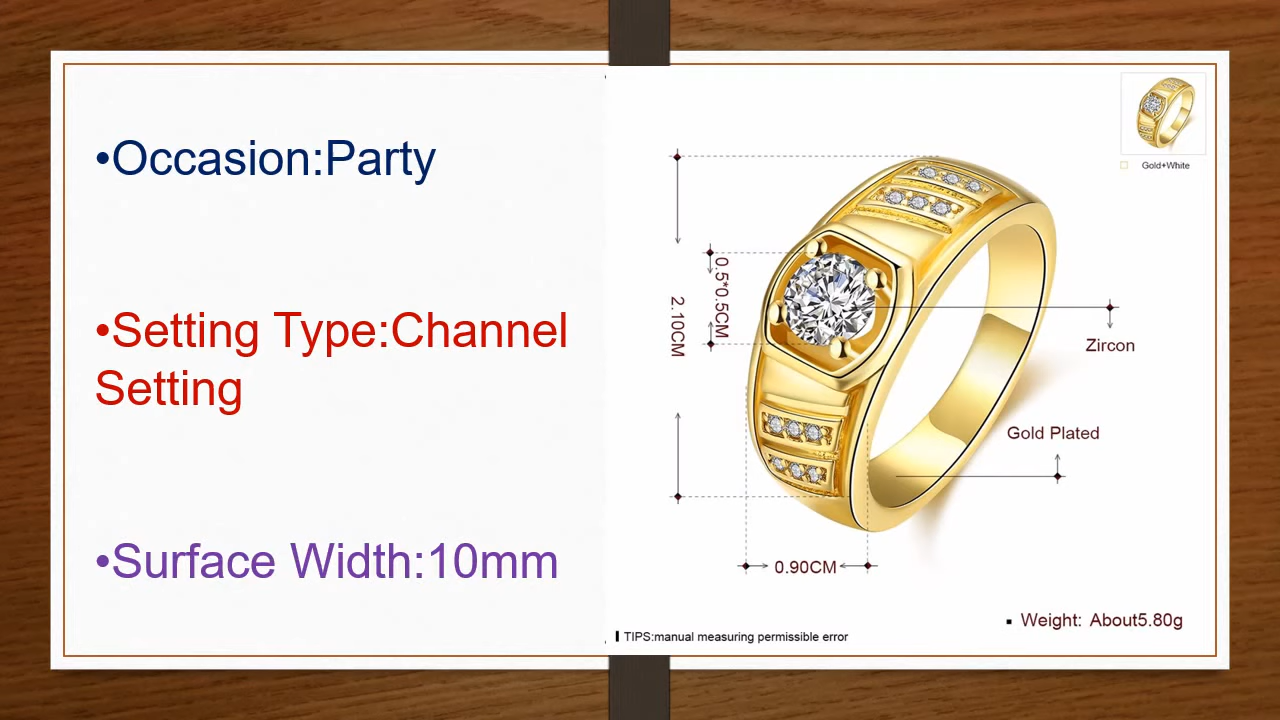 •Occasion:Party
•Setting Type:Channel
Setting
•Surface Width:10mm
Gold+White
0.5*0.5CM
2.10CM
Zircon
Gold Plated
0.90CM
▪ Weight: About5.80g
TIPS:manual measuring permissible error